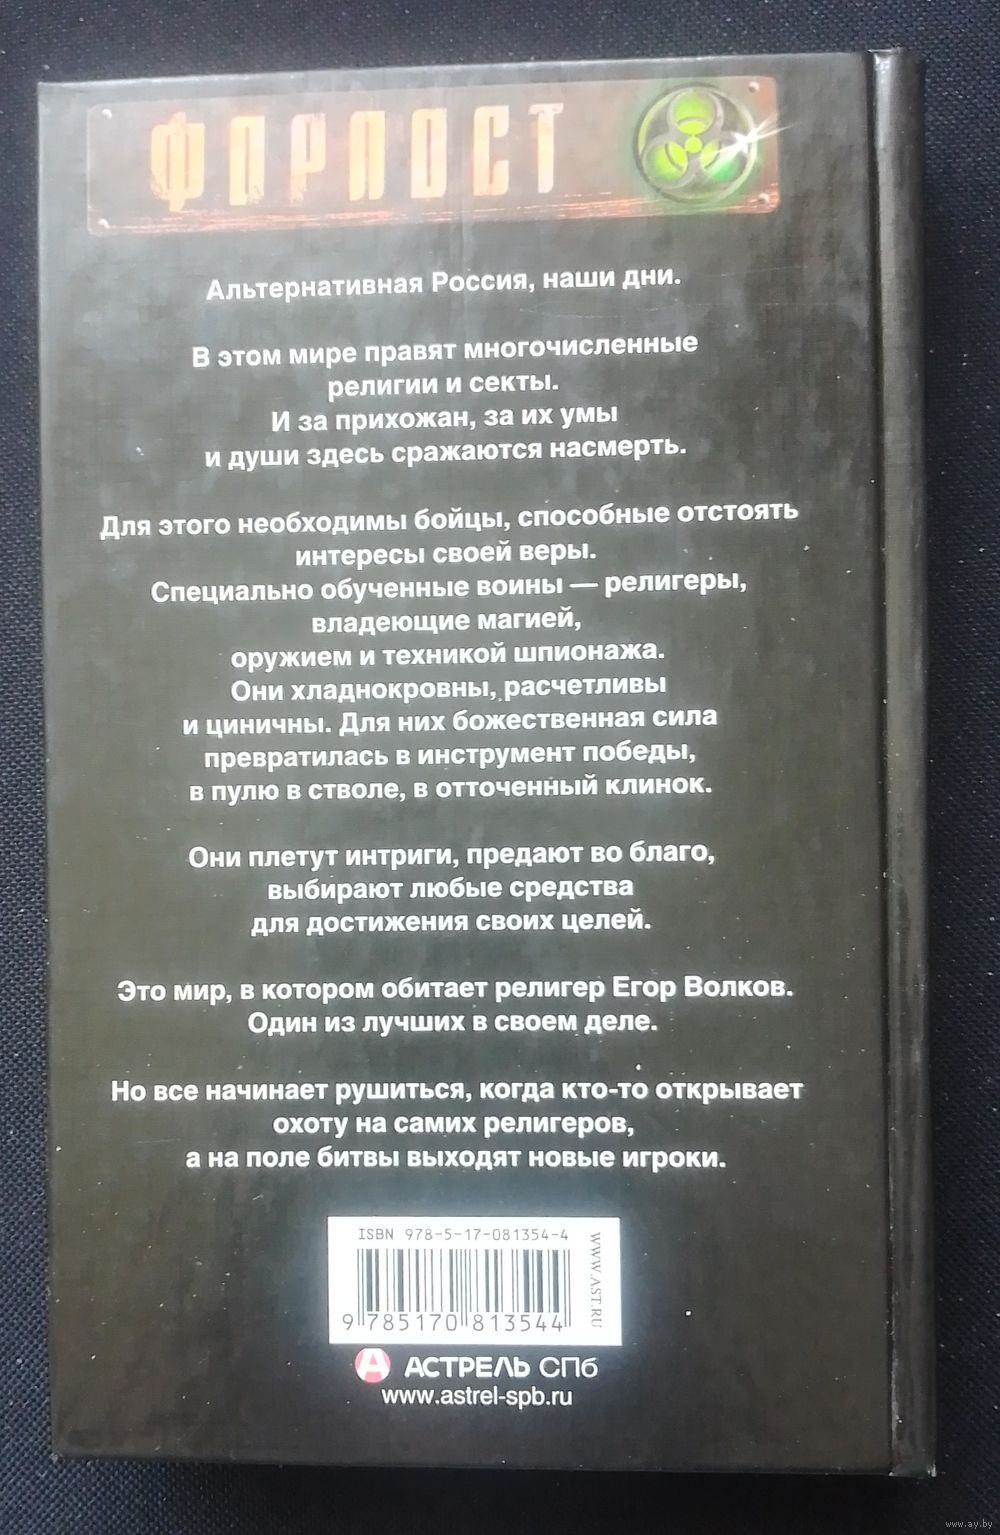 ФОРПОСТ
Альтернативная Россия, наши дни.
В этом мире правят многочисленные
религии и секты.
И за прихожан, за их умы
и души здесь сражаются насмерть.
Для этого необходимы бойцы, способные отстоять
интересы своей веры.
Специально обученные воины — религеры,
владеющие магией,
оружием и техникой шпионажа.
Они хладнокровны, расчетливы
и циничны. Для них божественная сила
превратилась в инструмент победы,
в пулю в стволе, в отточенный клинок.
Они плетут интриги, предают во благо,
выбирают любые средства
для достижения своих целей.
Это мир, в котором обитает религер Егор Волков.
Один из лучших в своем деле.
Но все начинает рушиться, когда кто-то открывает
охоту на самих религеров,
а на поле битвы выходят новые игроки.
ISBN 978-5-17-081354-4
WWW.AST.RU
9 785170 813544
АСТРЕЛЬ СПб
www.astrel-spb.ru
www.ay.by